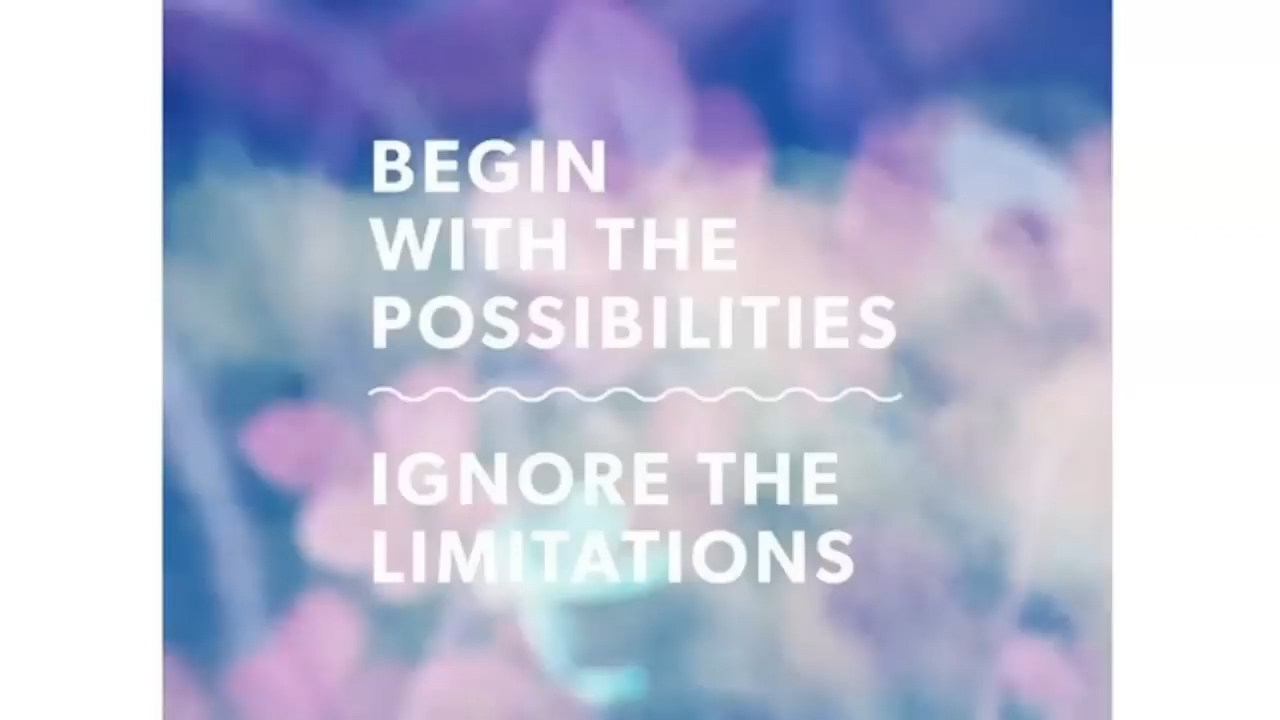 BEGIN
WITH THE
POSSIBILITIES
IGNORE THE
LIMITATIONS